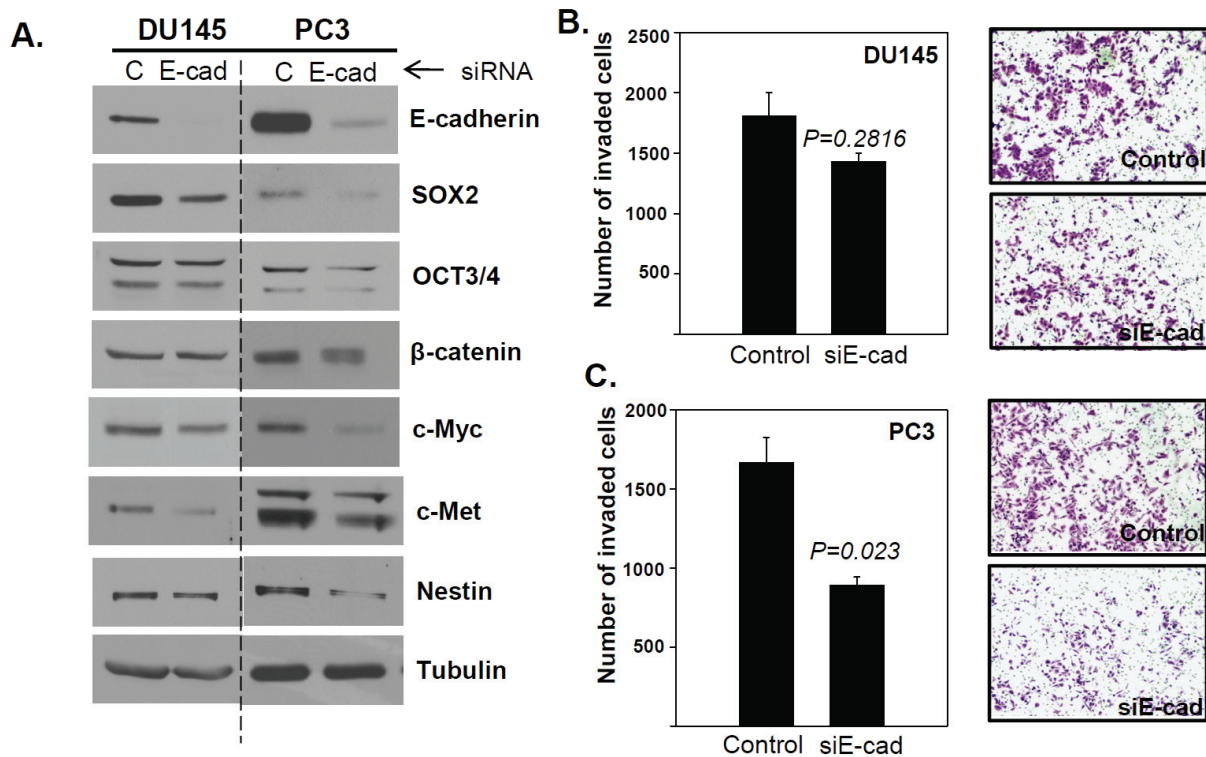 A.
DU145 PC3
C E-cad C E-cad ← siRNA
E-cadherin
SOX2
OCT3/4
β-catenin
c-Myc
c-Met
Nestin
Tubulin
B.
Number of invaded cells
2500
2000
1500
1000
500
DU145
P=0.2816
Control siE-cad
Control
siE-cad
C.
Number of invaded cells
2000
1500
1000
500
PC3
P=0.023
Control siE-cad
Control
siE-cad